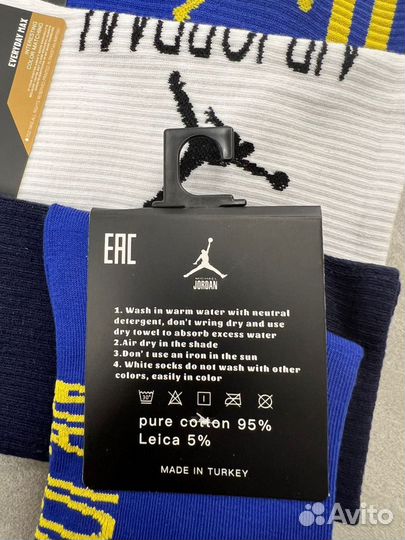 EVERYDAY MAX
JORDAN
EAC
MICHAEL
JORDAN
1. Wash in warm water with neutral
detergent, don't wring dry and use
dry towel to absorb excess water
2.Air dry in the shade
3.Don't use an iron in the sun
4. White socks do not wash with other
colors, easily in color
30°
pure cotton 95%
Leica 5%
MADE IN TURKEY
Avito